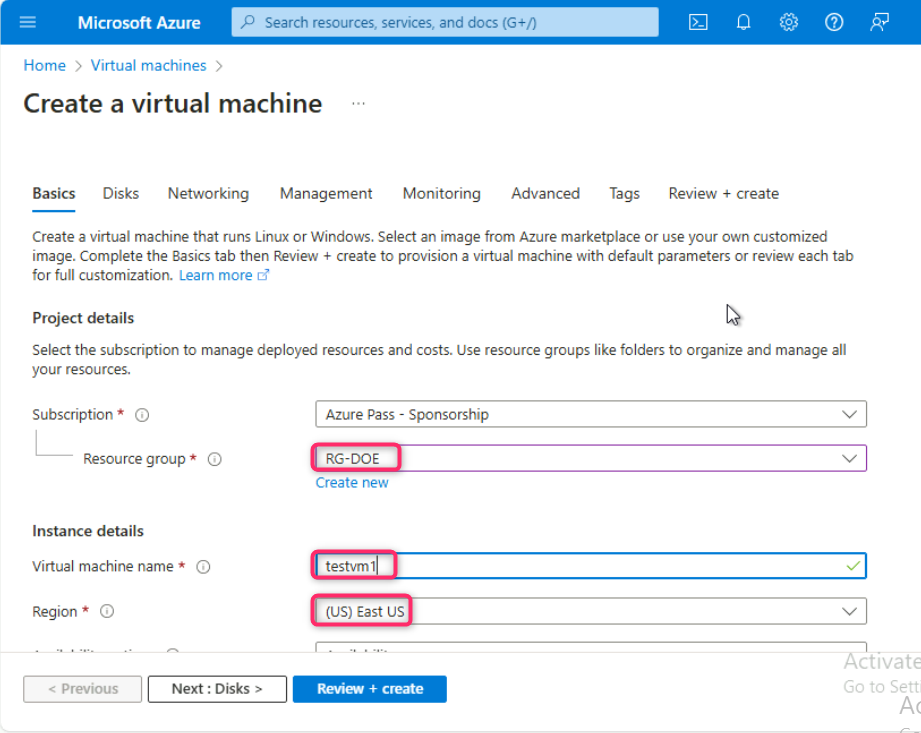 Microsoft Azure
Search resources, services, and docs (G+/)
Home > Virtual machines >
Create a virtual machine ...
Basics Disks Networking Management Monitoring Advanced Tags Review + create
Create a virtual machine that runs Linux or Windows. Select an image from Azure marketplace or use your own customized
image. Complete the Basics tab then Review + create to provision a virtual machine with default parameters or review each tab
for full customization. Learn more
Project details
Select the subscription to manage deployed resources and costs. Use resource groups like folders to organize and manage all
your resources.
Subscription *
Azure Pass - Sponsorship
Resource group *
RG-DOE
Create new
Instance details
Virtual machine name *
testvm1
Region *
(US) East US
< Previous
Next : Disks >
Review + create
Activate
Go to Setti